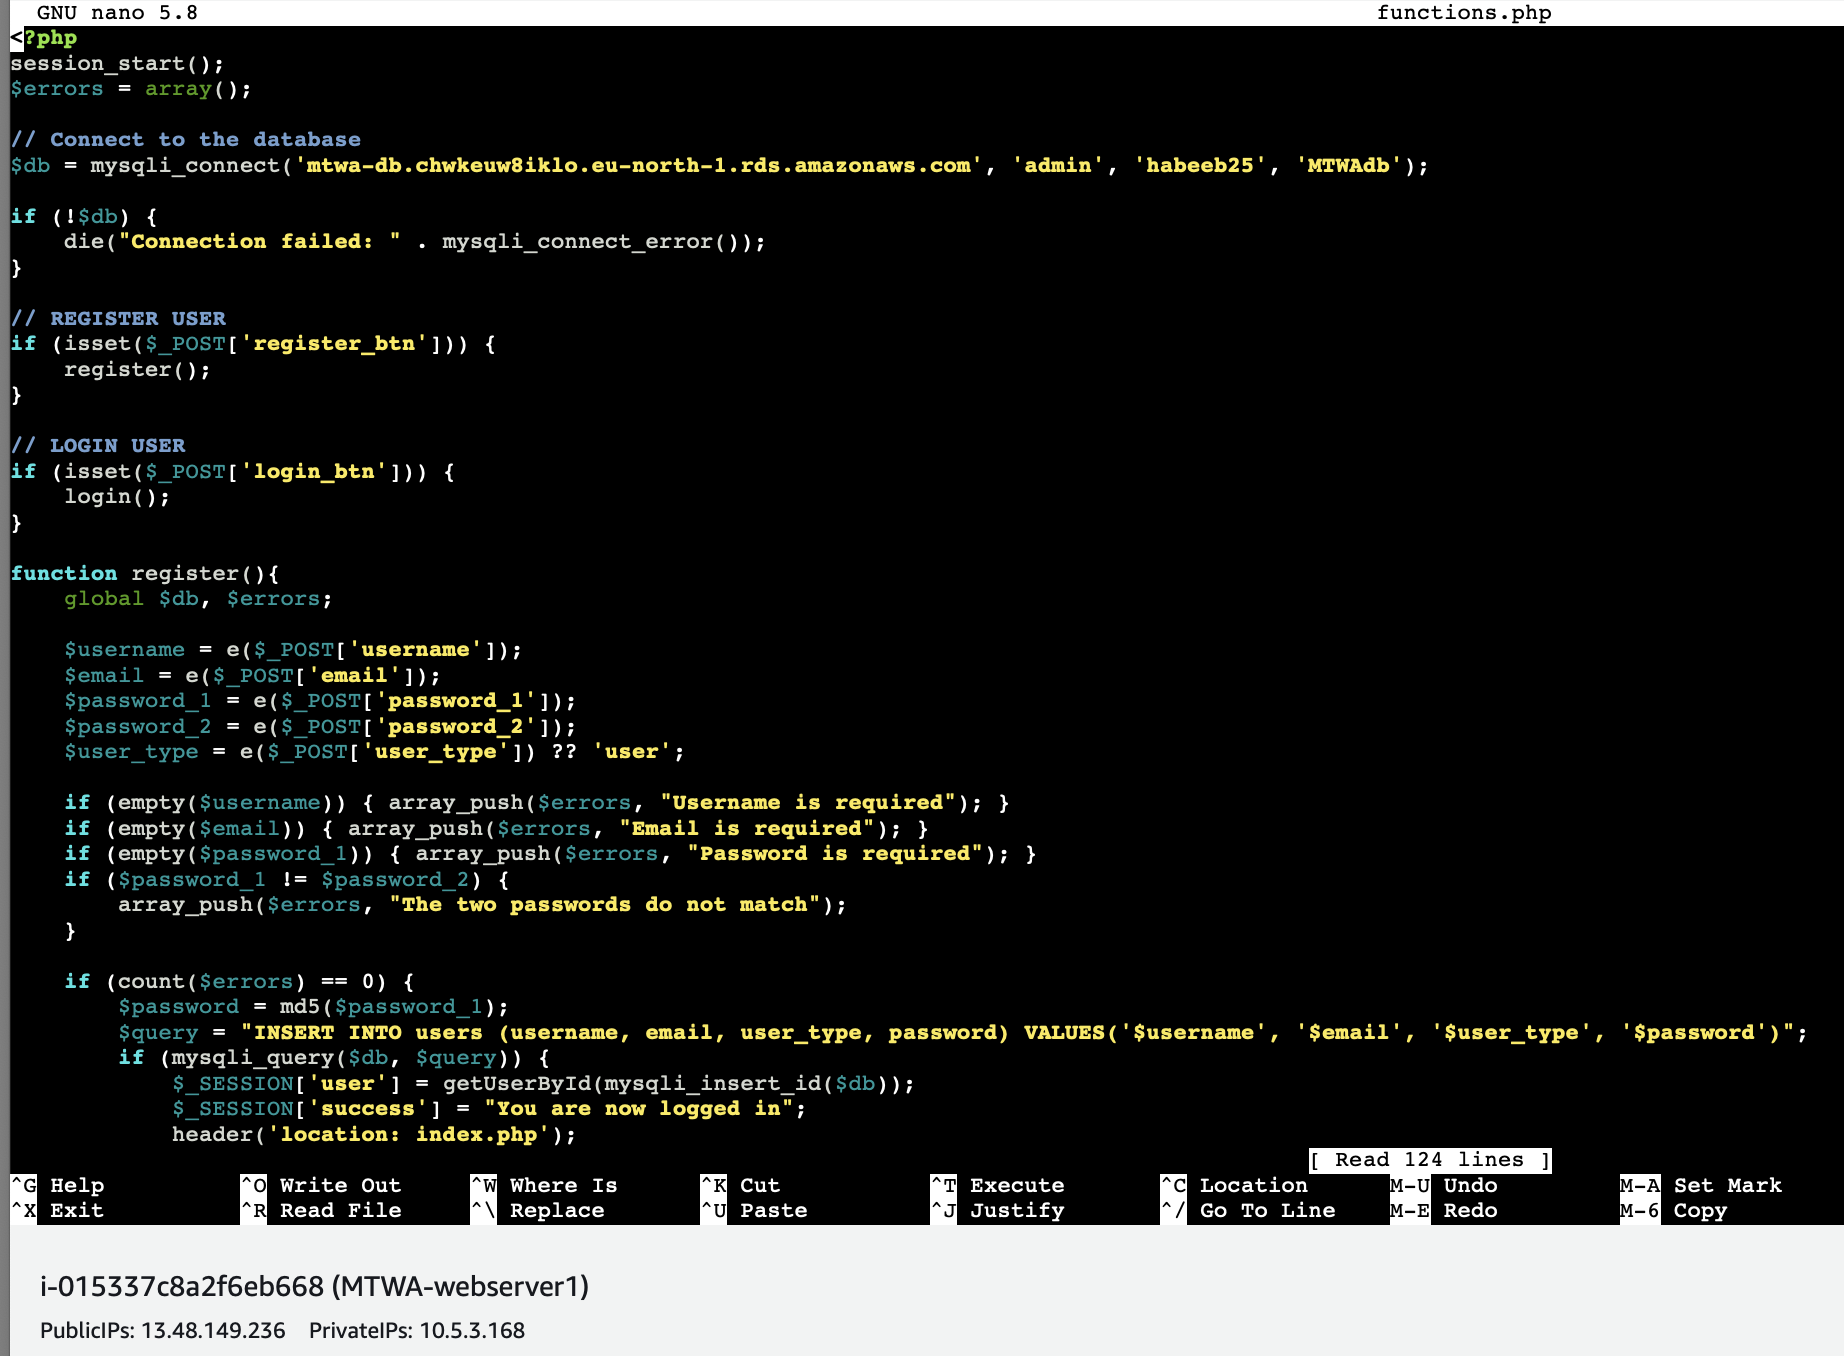 GNU nano 5.8 functions.php
<?php
session_start();
$errors = array();

// Connect to the database
$db = mysqli_connect('mtwa-db.chwkeuw8iklo.eu-north-1.rds.amazonaws.com', 'admin', 'habeeb25', 'MTWAdb');

if (!$db) {
    die("Connection failed: " . mysqli_connect_error());
}

// REGISTER USER
if (isset($_POST['register_btn'])) {
    register();
}

// LOGIN USER
if (isset($_POST['login_btn'])) {
    login();
}

function register(){
    global $db, $errors;

    $username = e($_POST['username']);
    $email = e($_POST['email']);
    $password_1 = e($_POST['password_1']);
    $password_2 = e($_POST['password_2']);
    $user_type = e($_POST['user_type']) ?? 'user';

    if (empty($username)) { array_push($errors, "Username is required"); }
    if (empty($email)) { array_push($errors, "Email is required"); }
    if (empty($password_1)) { array_push($errors, "Password is required"); }
    if ($password_1 != $password_2) {
        array_push($errors, "The two passwords do not match");
    }

    if (count($errors) == 0) {
        $password = md5($password_1);
        $query = "INSERT INTO users (username, email, user_type, password) VALUES('$username', '$email', '$user_type', '$password')";
        if (mysqli_query($db, $query)) {
            $_SESSION['user'] = getUserById(mysqli_insert_id($db));
            $_SESSION['success'] = "You are now logged in";
            header('location: index.php');
[ Read 124 lines ]
^G Help ^O Write Out ^W Where Is ^K Cut ^T Execute ^C Location M-U Undo M-A Set Mark
^X Exit ^R Read File ^\ Replace ^U Paste ^J Justify ^/ Go To Line M-E Redo M-6 Copy
i-015337c8a2f6eb668 (MTWA-webserver1)
PublicIPs: 13.48.149.236 PrivateIPs: 10.5.3.168